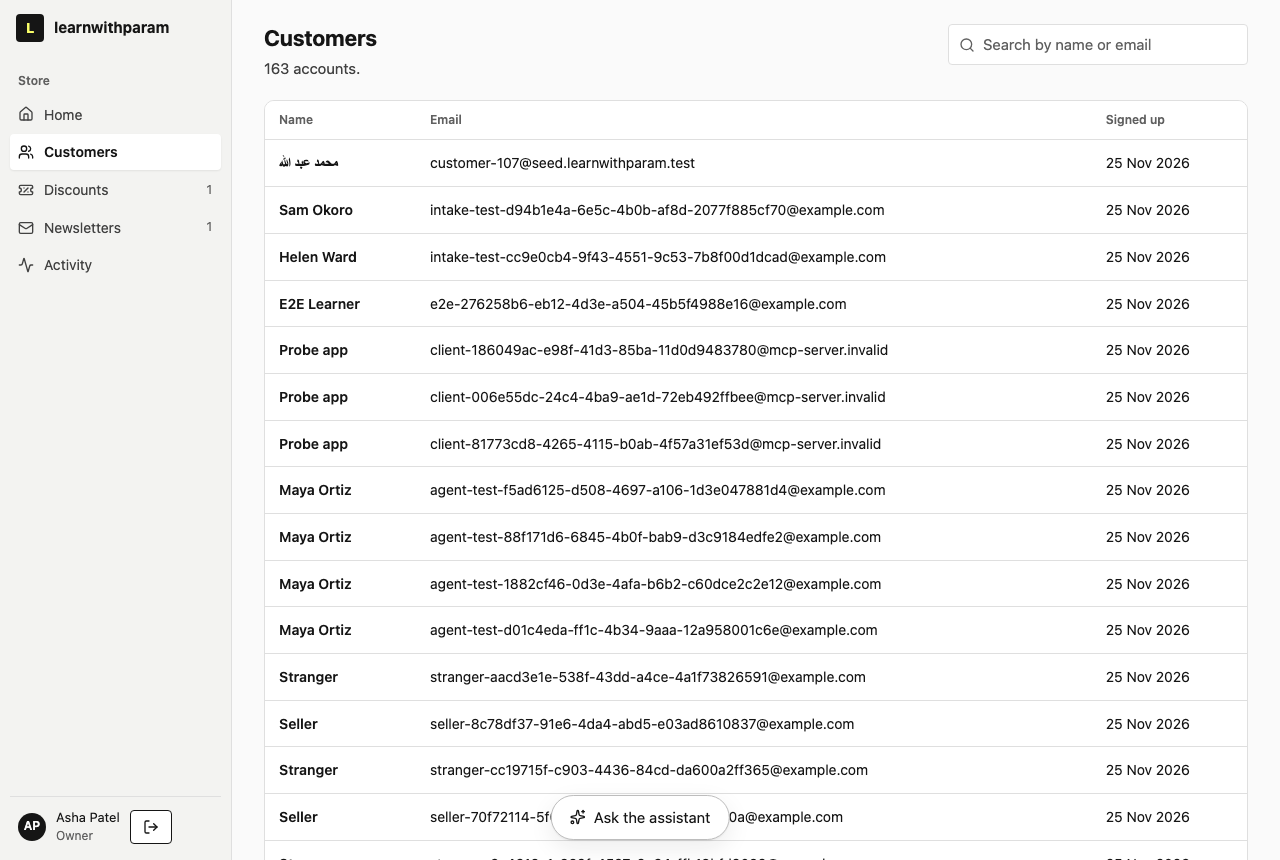 L
learnwithparam
Store
Home
Customers
Discounts 1
Newsletters 1
Activity
AP
Asha Patel
Owner
Customers
163 accounts.
Search by name or email
Name Email Signed up
محمد عبد الله customer-107@seed.learnwithparam.test 25 Nov 2026
Sam Okoro intake-test-d94b1e4a-6e5c-4b0b-af8d-2077f885cf70@example.com 25 Nov 2026
Helen Ward intake-test-cc9e0cb4-9f43-4551-9c53-7b8f00d1dcad@example.com 25 Nov 2026
E2E Learner e2e-276258b6-eb12-4d3e-a504-45b5f4988e16@example.com 25 Nov 2026
Probe app client-186049ac-e98f-41d3-85ba-11d0d9483780@mcp-server.invalid 25 Nov 2026
Probe app client-006e55dc-24c4-4ba9-ae1d-72eb492ffbee@mcp-server.invalid 25 Nov 2026
Probe app client-81773cd8-4265-4115-b0ab-4f57a31ef53d@mcp-server.invalid 25 Nov 2026
Maya Ortiz agent-test-f5ad6125-d508-4697-a106-1d3e047881d4@example.com 25 Nov 2026
Maya Ortiz agent-test-88f171d6-6845-4b0f-bab9-d3c9184edfe2@example.com 25 Nov 2026
Maya Ortiz agent-test-1882cf46-0d3e-4afa-b6b2-c60dce2c2e12@example.com 25 Nov 2026
Maya Ortiz agent-test-d01c4eda-ff1c-4b34-9aaa-12a958001c6e@example.com 25 Nov 2026
Stranger stranger-aacd3e1e-538f-43dd-a4ce-4a1f73826591@example.com 25 Nov 2026
Seller seller-8c78df37-91e6-4da4-abd5-e03ad8610837@example.com 25 Nov 2026
Stranger stranger-cc19715f-c903-4436-84cd-da600a2ff365@example.com 25 Nov 2026
Seller 25 Nov 2026
Ask the assistant